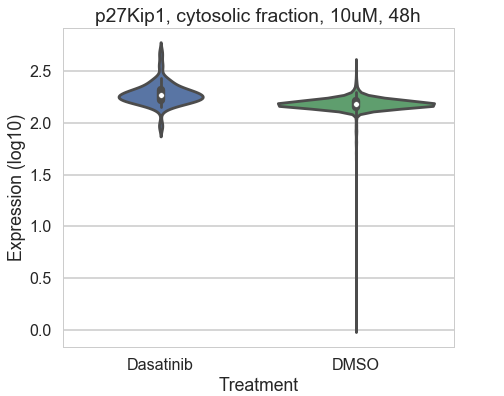 p27Kip1, cytosolic fraction, 10uM, 48h
Expression (log10)
2.5
2.0
1.5
1.0
0.5
0.0
Dasatinib
DMSO
Treatment